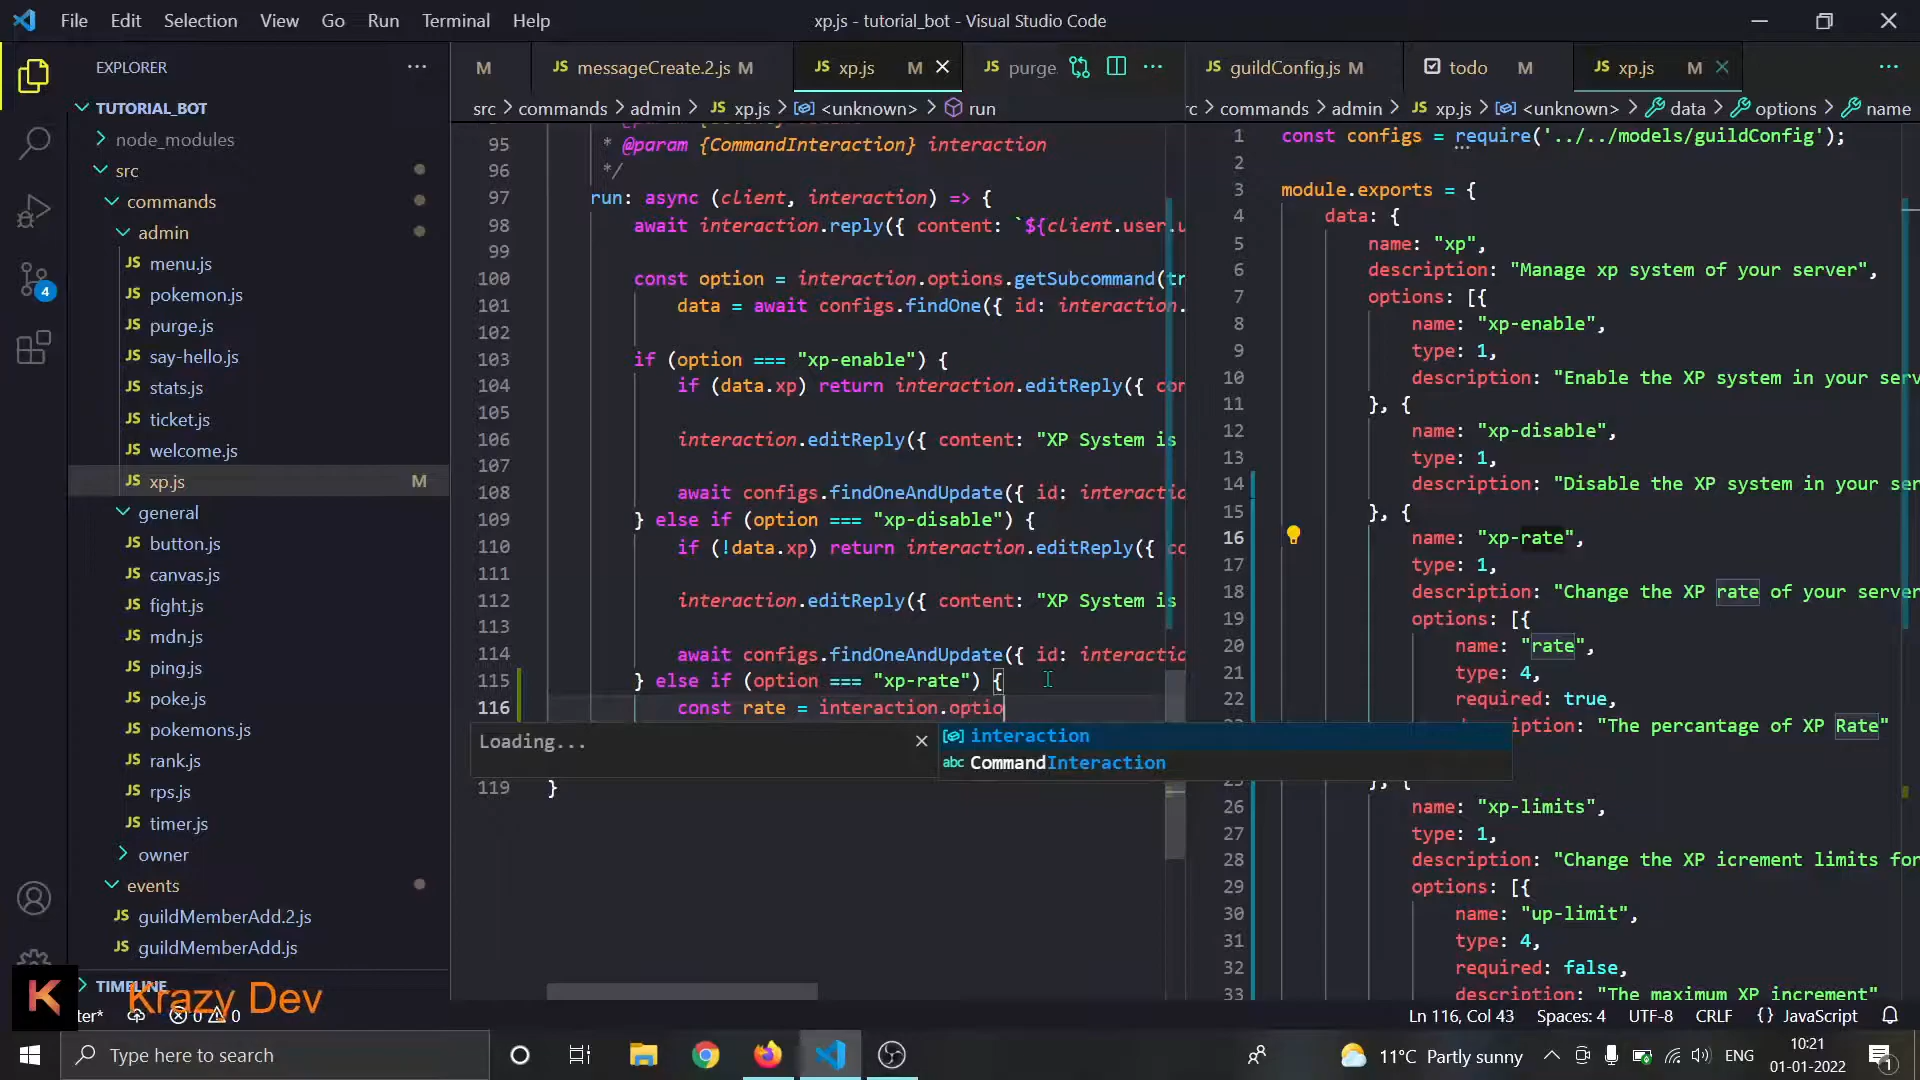 File Edit Selection View Go Run Terminal Help
xp.js - tutorial_bot - Visual Studio Code
EXPLORER
TUTORIAL_BOT
node_modules
src
commands
admin
menu.js
pokemon.js
purge.js
say-hello.js
stats.js
ticket.js
welcome.js
xp.js M
general
button.js
canvas.js
fight.js
mdn.js
ping.js
poke.js
pokemons.js
rank.js
rps.js
timer.js
owner
events
guildMemberAdd.2.js
guildMemberAdd.js
TIMELINE
4
M messageCreate.2.js M xp.js M purge.
src > commands > admin > JS xp.js > <unknown> > run
95 * @param {CommandInteraction} interaction
96 */
97 run: async (client, interaction) => {
98 await interaction.reply({ content: `${client.user.u
99
100 const option = interaction.options.getSubcommand(tr
101 data = await configs.findOne({ id: interaction.
102
103 if (option === "xp-enable") {
104 if (data.xp) return interaction.editReply({ con
105
106 interaction.editReply({ content: "XP System is
107
108 await configs.findOneAndUpdate({ id: interactio
109 } else if (option === "xp-disable") {
110 if (!data.xp) return interaction.editReply({ co
111
112 interaction.editReply({ content: "XP System is
113
114 await configs.findOneAndUpdate({ id: interactio
115 } else if (option === "xp-rate") {
116 const rate = interaction.optio
Loading...
interaction
abc CommandInteraction
119 }
guildConfig.js M todo M xp.js M
rc > commands > admin > JS xp.js > <unknown> > data > options > name
1 const configs = require('../../models/guildConfig');
2
3 module.exports = {
4 data: {
5 name: "xp",
6 description: "Manage xp system of your server",
7 options: [{
8 name: "xp-enable",
9 type: 1,
10 description: "Enable the XP system in your serv
11 }, {
12 name: "xp-disable",
13 type: 1,
14 description: "Disable the XP system in your ser
15 }, {
16 name: "xp-rate",
17 type: 1,
18 description: "Change the XP rate of your server
19 options: [{
20 name: "rate",
21 type: 4,
22 required: true,
iption: "The percantage of XP Rate"
}, {
26 name: "xp-limits",
27 type: 1,
28 description: "Change the XP icrement limits for
29 options: [{
30 name: "up-limit",
31 type: 4,
32 required: false,
33 description: "The maximum XP increment"
K Krazy Dev
ter* 0 0
Ln 116, Col 43 Spaces: 4 UTF-8 CRLF {} JavaScript
Type here to search
11°C Partly sunny ENG
10:21
01-01-2022
1